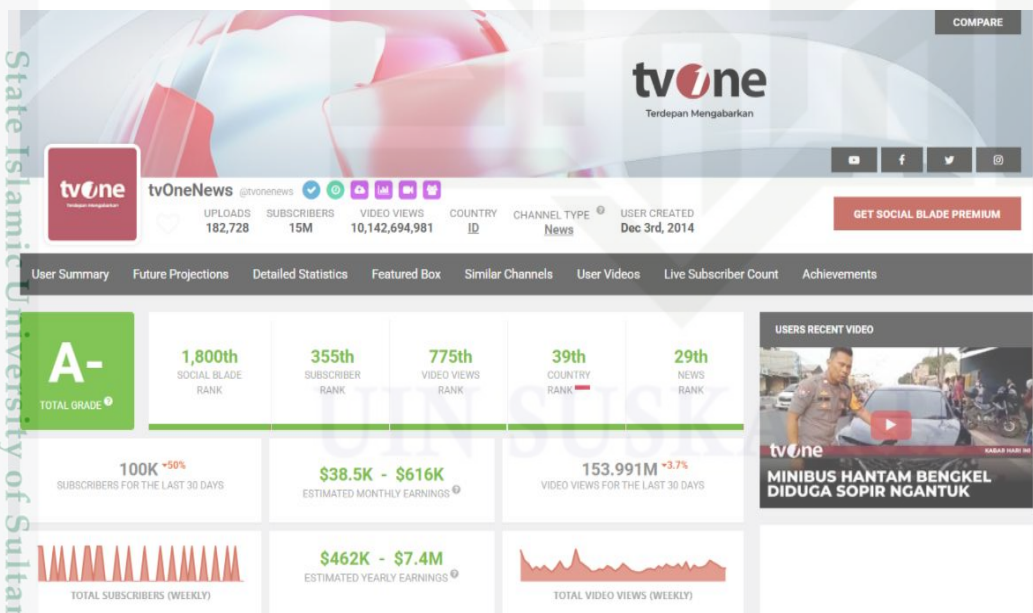 COMPARE
tvOne
Terdepan Mengabarkan
tvOne
Terdepan Mengabarkan
tvOneNews @tvonenews
UPLOADS SUBSCRIBERS VIDEO VIEWS COUNTRY CHANNEL TYPE USER CREATED
182,728 15M 10,142,694,981 ID News Dec 3rd, 2014
GET SOCIAL BLADE PREMIUM
User Summary Future Projections Detailed Statistics Featured Box Similar Channels User Videos Live Subscriber Count Achievements
A-
TOTAL GRADE
1,800th
SOCIAL BLADE
RANK
355th
SUBSCRIBER
RANK
775th
VIDEO VIEWS
RANK
39th
COUNTRY
RANK
29th
NEWS
RANK
USERS RECENT VIDEO
tvOne
KABAR HARI INI
MINIBUS HANTAM BENGKEL
DIDUGA SOPIR NGANTUK
100K -50%
SUBSCRIBERS FOR THE LAST 30 DAYS
$38.5K - $616K
ESTIMATED MONTHLY EARNINGS
153.991M -3.7%
VIDEO VIEWS FOR THE LAST 30 DAYS
TOTAL SUBSCRIBERS (WEEKLY)
$462K - $7.4M
ESTIMATED YEARLY EARNINGS
TOTAL VIDEO VIEWS (WEEKLY)
State Islamic University of Sultan
UIN SUSKA